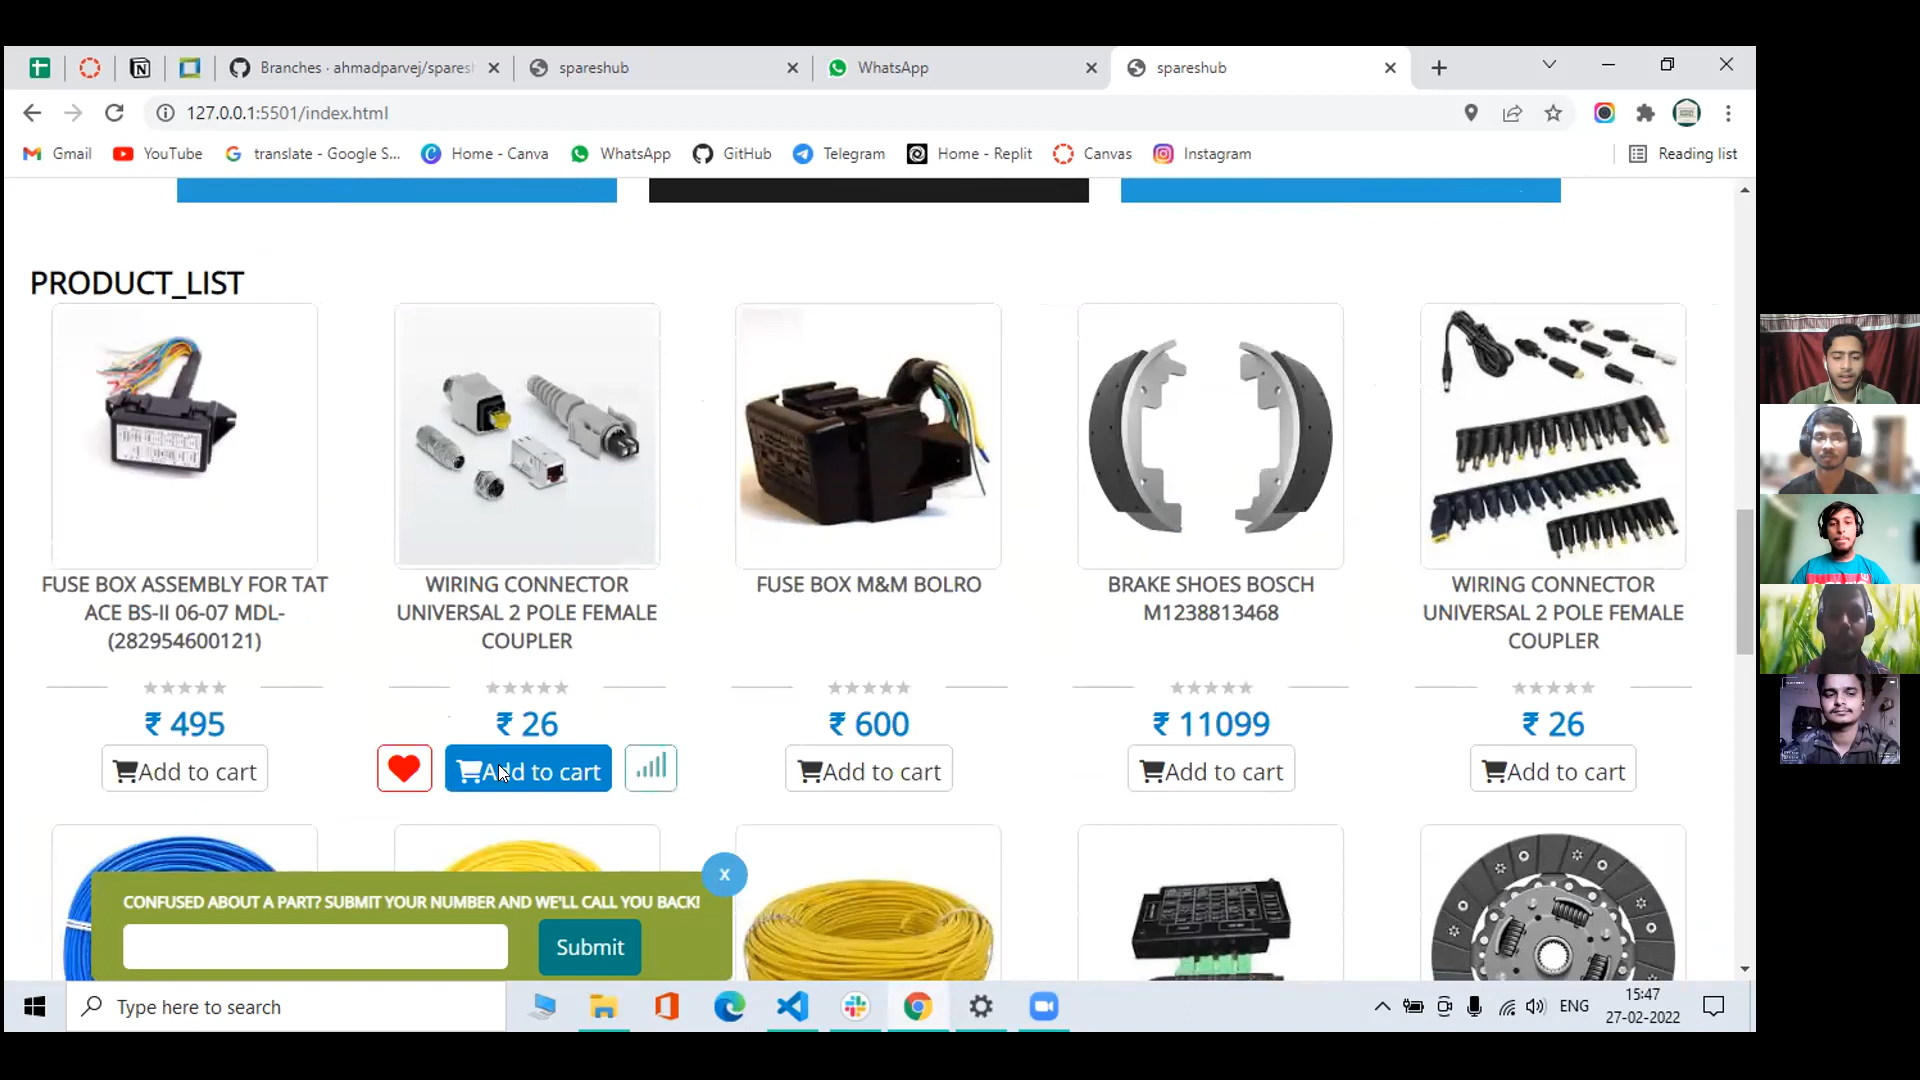 Branches · ahmadparvej/spares
spareshub
WhatsApp
spareshub
127.0.0.1:5501/index.html
Gmail
YouTube
translate - Google S...
Home - Canva
WhatsApp
GitHub
Telegram
Home - Replit
Canvas
Instagram
Reading list
PRODUCT_LIST
FUSE BOX ASSEMBLY FOR TAT
ACE BS-II 06-07 MDL-
(282954600121)
₹ 495
Add to cart
WIRING CONNECTOR
UNIVERSAL 2 POLE FEMALE
COUPLER
₹ 26
Add to cart
FUSE BOX M&M BOLRO
₹ 600
Add to cart
BRAKE SHOES BOSCH
M1238813468
₹ 11099
Add to cart
WIRING CONNECTOR
UNIVERSAL 2 POLE FEMALE
COUPLER
₹ 26
Add to cart
x
CONFUSED ABOUT A PART? SUBMIT YOUR NUMBER AND WE'LL CALL YOU BACK!
Submit
Type here to search
ENG
15:47
27-02-2022